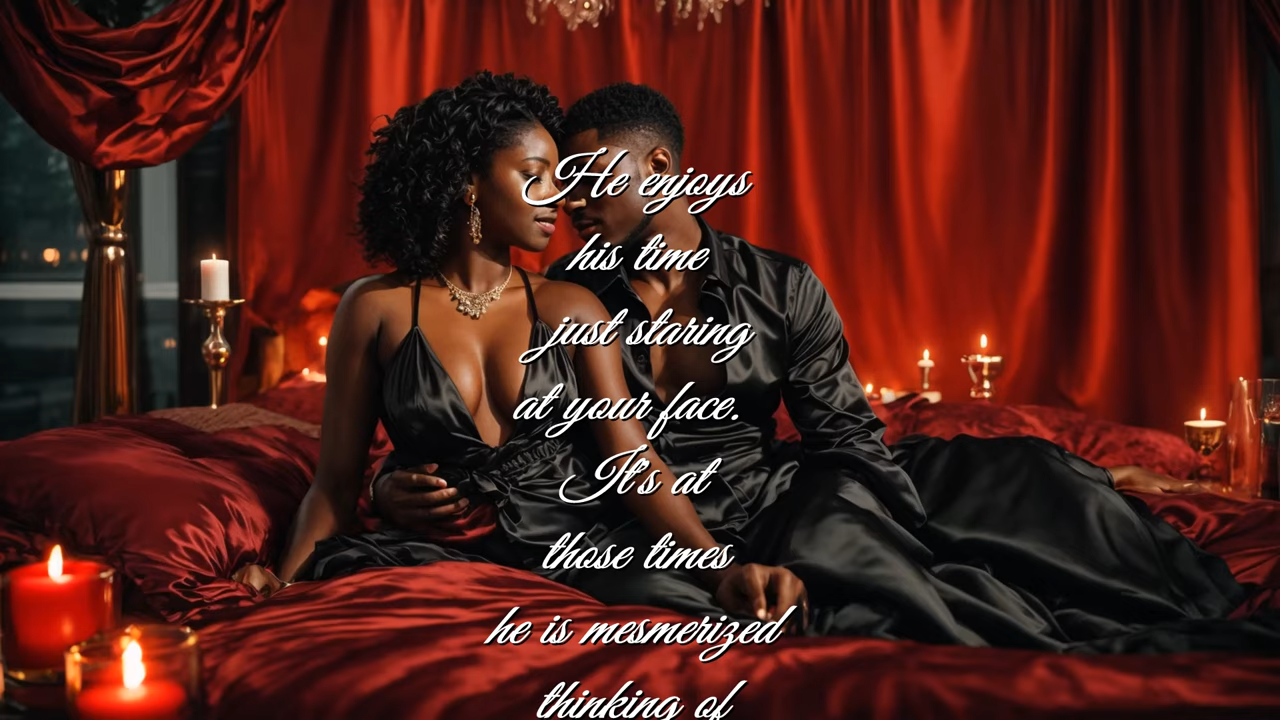 He enjoys
his time
just staring
at your face.
It's at
those times
he is mesmerized
thinking of